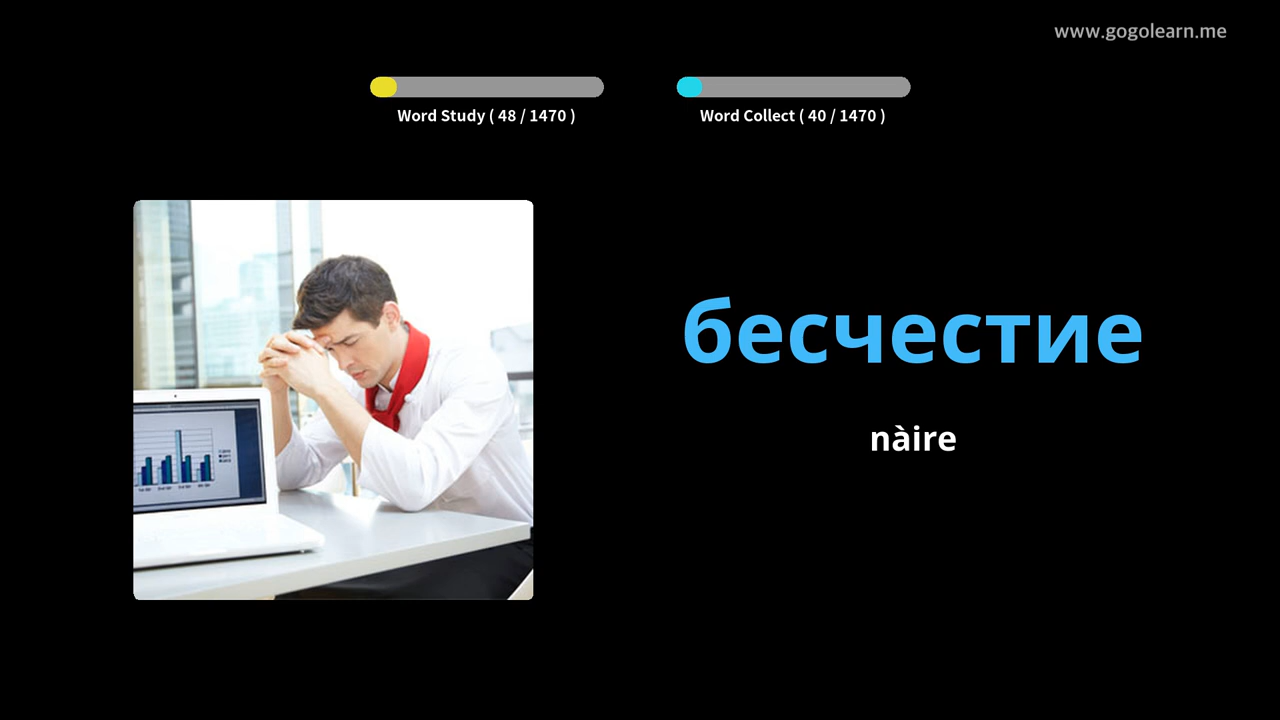 www.gogolearn.me
Word Study ( 48 / 1470 )
Word Collect ( 40 / 1470 )
бесчестие
nàire